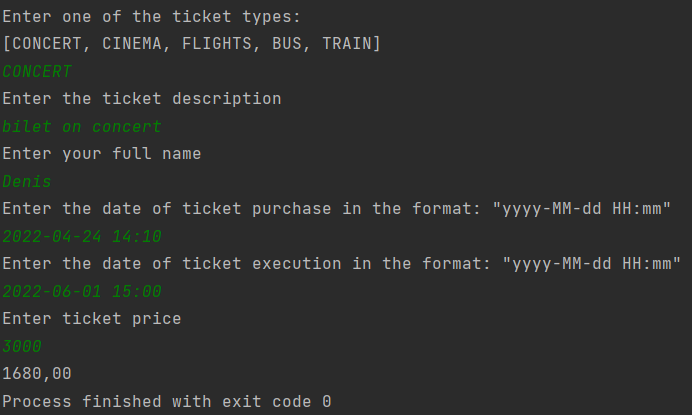 Enter one of the ticket types:
[CONCERT, CINEMA, FLIGHTS, BUS, TRAIN]
CONCERT
Enter the ticket description
bilet on concert
Enter your full name
Denis
Enter the date of ticket purchase in the format: "yyyy-MM-dd HH:mm"
2022-04-24 14:10
Enter the date of ticket execution in the format: "yyyy-MM-dd HH:mm"
2022-06-01 15:00
Enter ticket price
3000
1680,00
Process finished with exit code 0